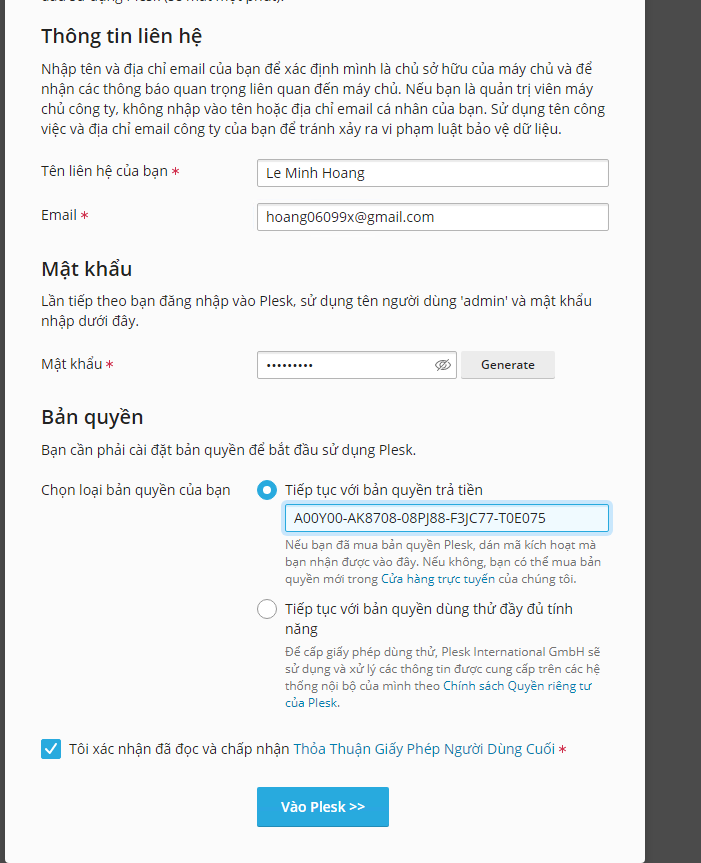 Thông tin liên hệ
Nhập tên và địa chỉ email của bạn để xác định mình là chủ sở hữu của máy chủ và để
nhận các thông báo quan trọng liên quan đến máy chủ. Nếu bạn là quản trị viên máy
chủ công ty, không nhập vào tên hoặc địa chỉ email cá nhân của bạn. Sử dụng tên công
việc và địa chỉ email công ty của bạn để tránh xảy ra vi phạm luật bảo vệ dữ liệu.
Tên liên hệ của bạn *
Le Minh Hoang
Email *
hoang06099x@gmail.com
Mật khẩu
Lần tiếp theo bạn đăng nhập vào Plesk, sử dụng tên người dùng 'admin' và mật khẩu
nhập dưới đây.
Mật khẩu *
•••••••••
Generate
Bản quyền
Bạn cần phải cài đặt bản quyền để bắt đầu sử dụng Plesk.
Chọn loại bản quyền của bạn
Tiếp tục với bản quyền trả tiền
A00Y00-AK8708-08PJ88-F3JC77-T0E075
Nếu bạn đã mua bản quyền Plesk, dán mã kích hoạt mà
bạn nhận được vào đây. Nếu không, bạn có thể mua bản
quyền mới trong Cửa hàng trực tuyến của chúng tôi.
Tiếp tục với bản quyền dùng thử đầy đủ tính
năng
Để cấp giấy phép dùng thử, Plesk International GmbH sẽ
sử dụng và xử lý các thông tin được cung cấp trên các hệ
thống nội bộ của mình theo Chính sách Quyền riêng tư
của Plesk.
Tôi xác nhận đã đọc và chấp nhận Thỏa Thuận Giấy Phép Người Dùng Cuối *
Vào Plesk >>